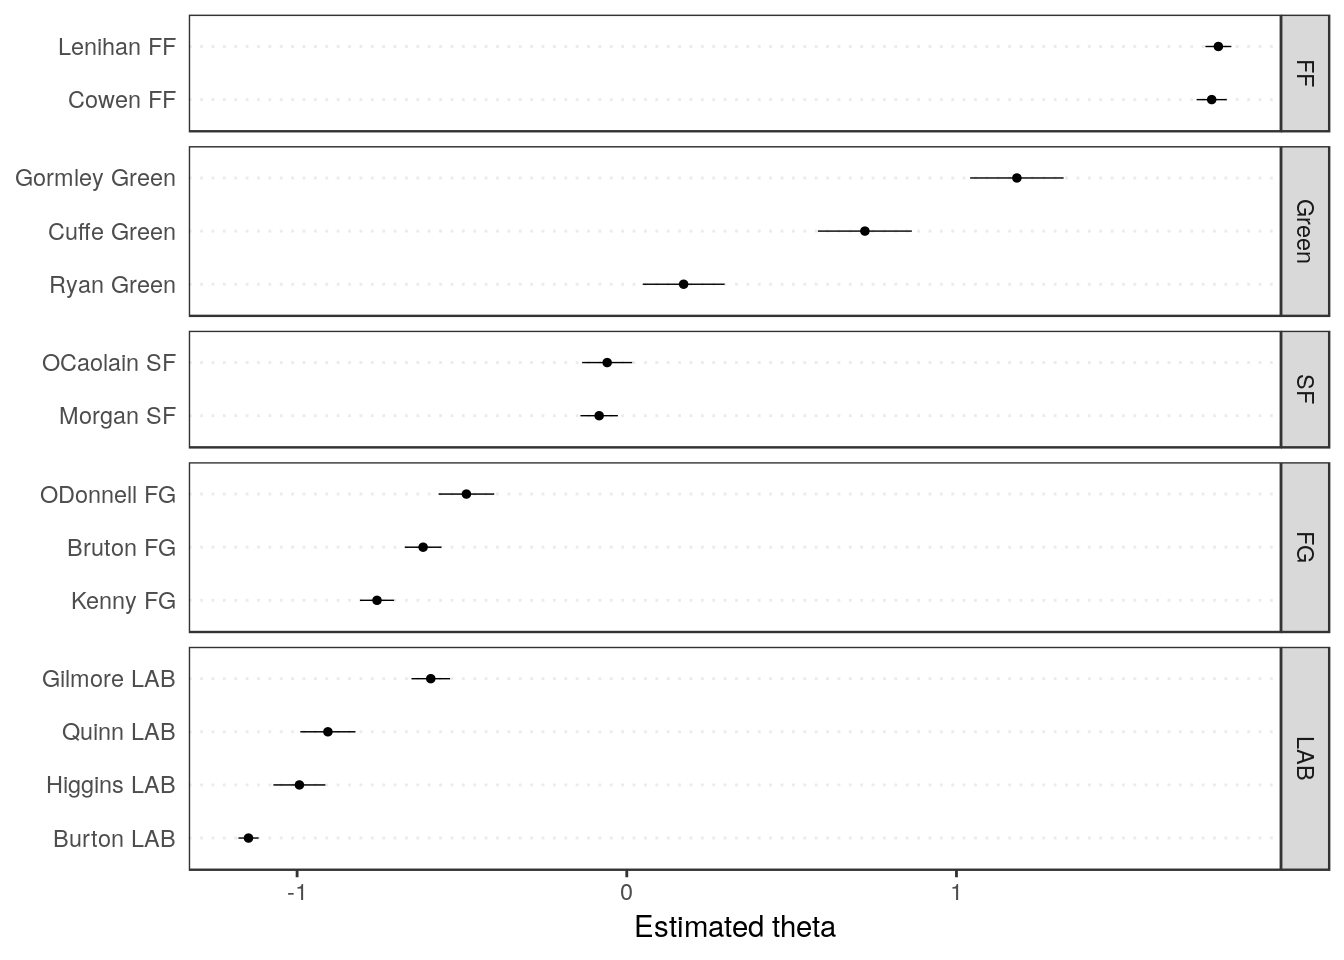 Lenihan FF
Cowen FF
FF
Gormley Green
Cuffe Green
Ryan Green
Green
OCaolain SF
Morgan SF
SF
ODonnell FG
Bruton FG
Kenny FG
FG
Gilmore LAB
Quinn LAB
Higgins LAB
Burton LAB
LAB
-1 0 1
Estimated theta